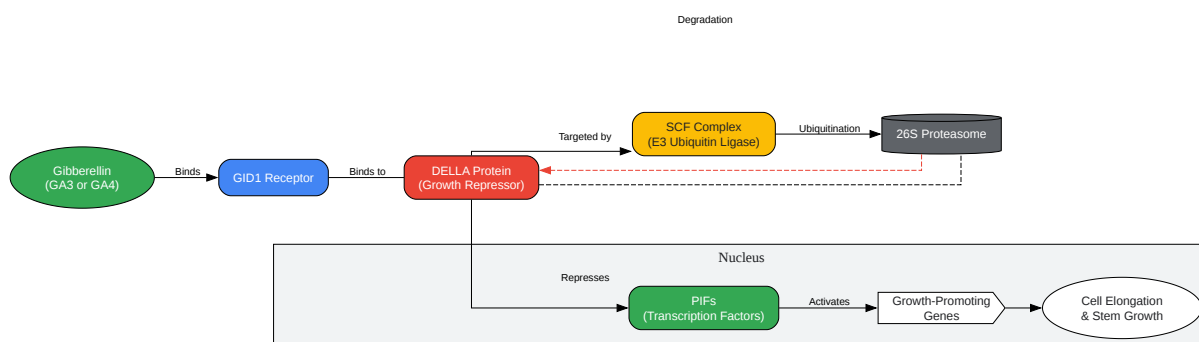 Degradation
Gibberellin
(GA3 or GA4)
Binds
GID1 Receptor
Binds to
DELLA Protein
(Growth Repressor)
Targeted by
SCF Complex
(E3 Ubiquitin Ligase)
Ubiquitination
26S Proteasome
Nucleus
Represses
PIFs
(Transcription Factors)
Activates
Growth-Promoting
Genes
Cell Elongation
& Stem Growth